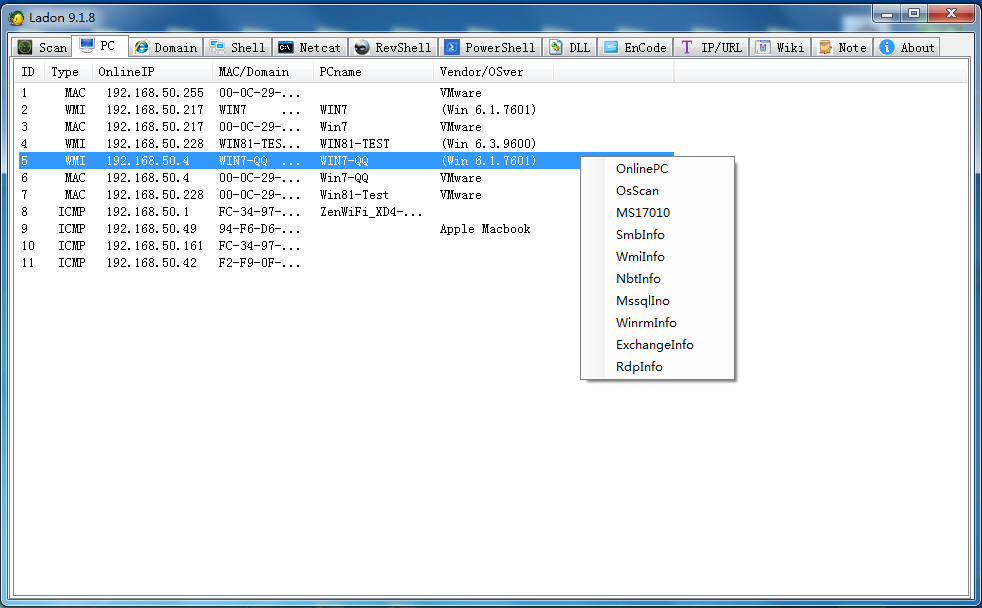 Ladon 9.1.8
Scan PC Domain Shell Netcat RevShell PowerShell DLL EnCode IP/URL Wiki Note About
ID Type OnlineIP MAC/Domain PCname Vendor/OSver
1 MAC 192.168.50.255 00-0C-29-... VMware
2 WMI 192.168.50.217 WIN7 ... WIN7 (Win 6.1.7601)
3 MAC 192.168.50.217 00-0C-29-... Win7 VMware
4 WMI 192.168.50.228 WIN81-TES... WIN81-TEST (Win 6.3.9600)
5 WMI 192.168.50.4 WIN7-QQ ... WIN7-QQ (Win 6.1.7601)
6 MAC 192.168.50.4 00-0C-29-... Win7-QQ VMware
7 MAC 192.168.50.228 00-0C-29-... Win81-Test VMware
8 ICMP 192.168.50.1 FC-34-97-... ZenWiFi_XD4-...
9 ICMP 192.168.50.49 94-F6-D6-... Apple Macbook
10 ICMP 192.168.50.161 FC-34-97-...
11 ICMP 192.168.50.42 F2-F9-0F-...
OnlinePC
OsScan
MS17010
SmbInfo
WmiInfo
NbtInfo
MssqlIno
WinrmInfo
ExchangeInfo
RdpInfo